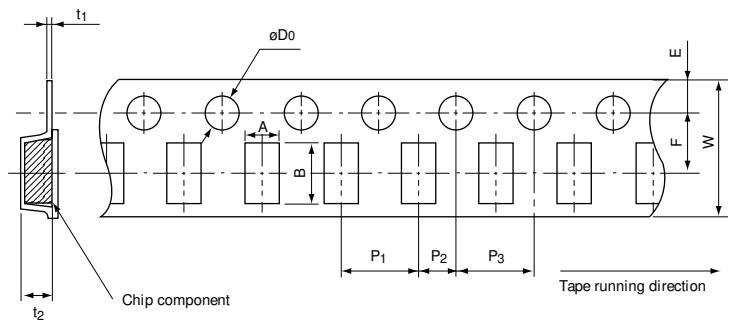 t1
øD0
E
A
F
W
B
P1
P2
P3
Tape running direction
Chip component
t2